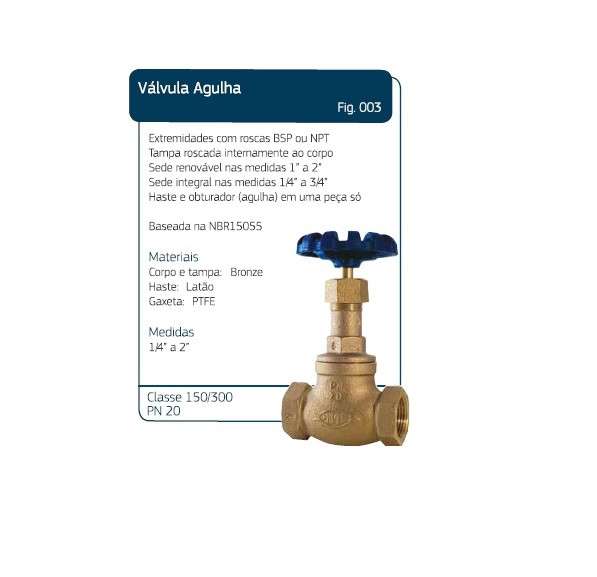 Válvula Agulha
Fig. 003
Extremidades com roscas BSP ou NPT
Tampa roscada internamente ao corpo
Sede renovável nas medidas 1" a 2"
Sede integral nas medidas 1/4" a 3/4"
Haste e obturador (agulha) em uma peça só
Baseada na NBR15055
Materiais
Corpo e tampa: Bronze
Haste: Latão
Gaxeta: PTFE
Medidas
1/4" a 2"
Classe 150/300
PN 20